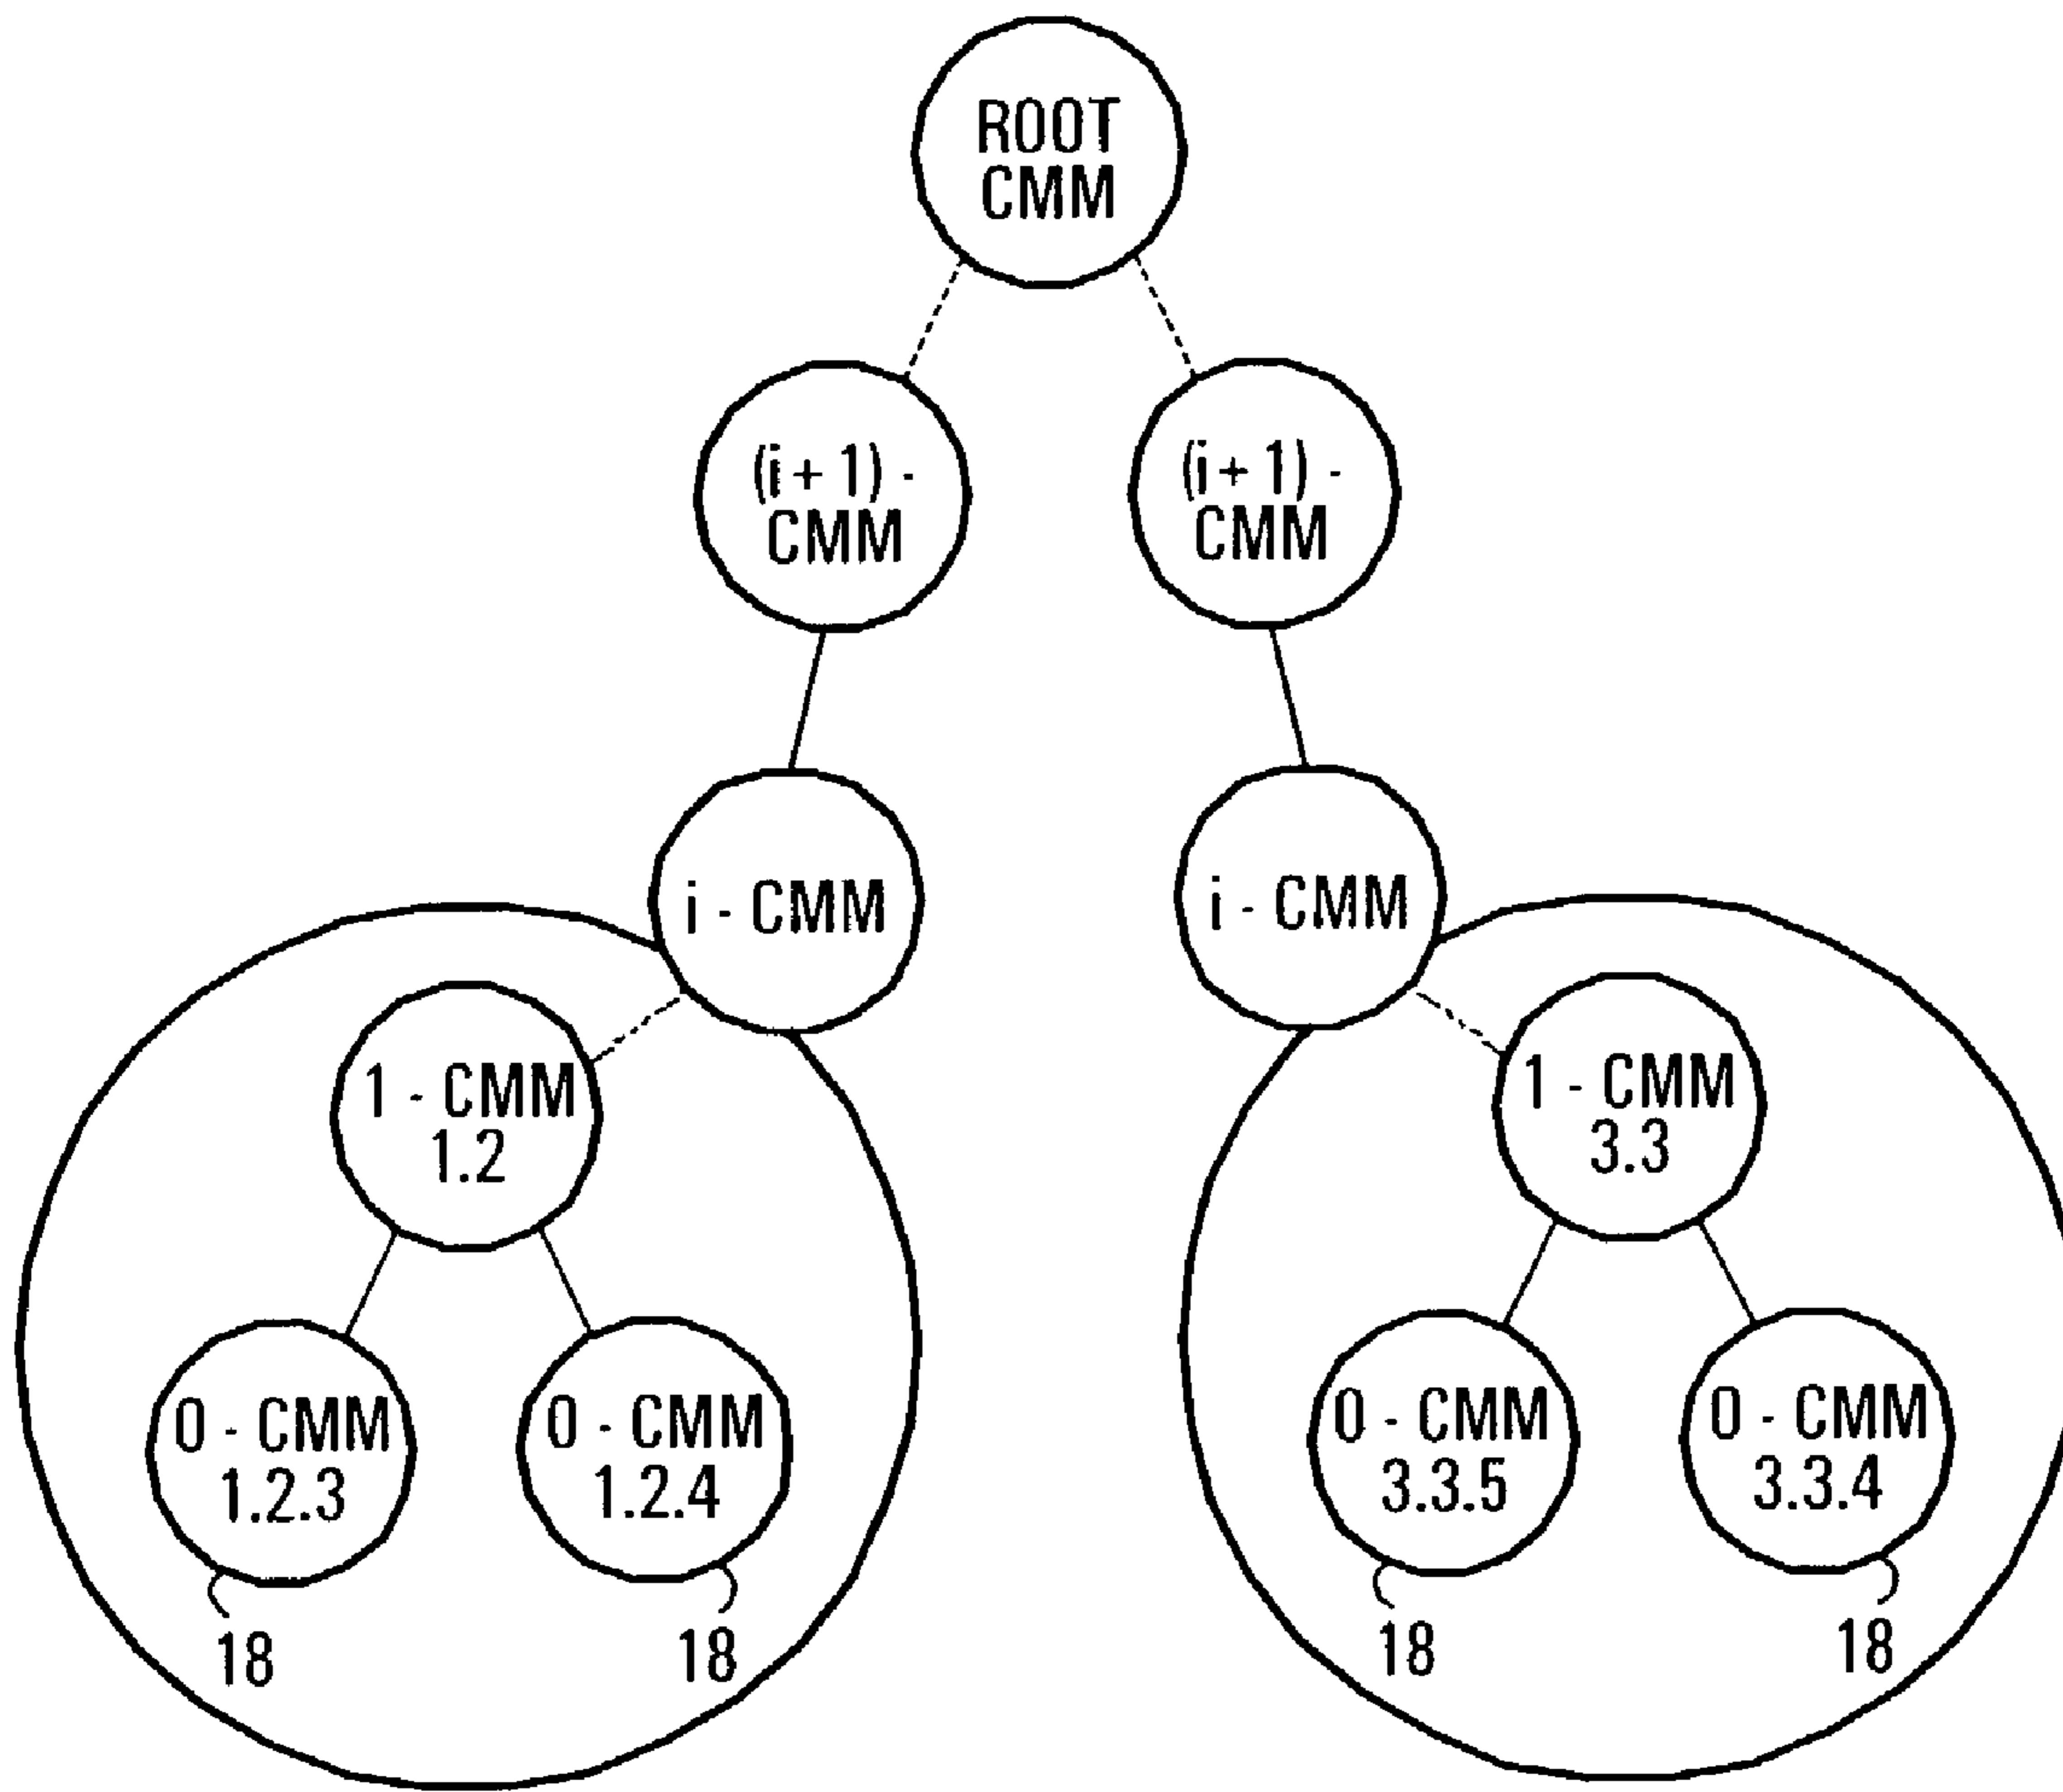 ROOT
CMM
(i + 1) -
CMM
(i + 1) -
CMM
i - CMM
i - CMM
1 - CMM
1.2
1 - CMM
3.3
0 - CMM
1.2.3
0 - CMM
1.2.4
0 - CMM
3.3.5
0 - CMM
3.3.4
18
18
18
18